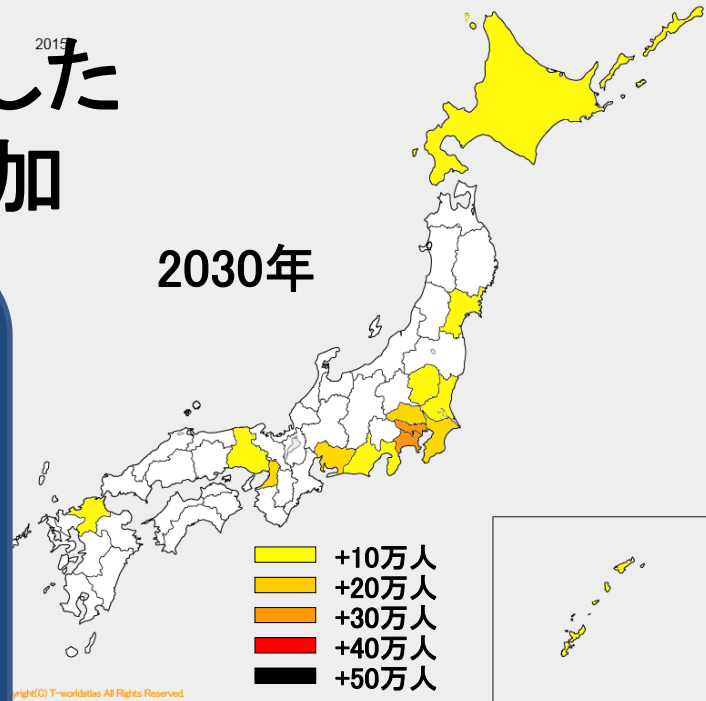 2015
した
加
2030年
+10万人
+20万人
+30万人
+40万人
+50万人
yright(C) T-worldatlas All Rights Reserved.